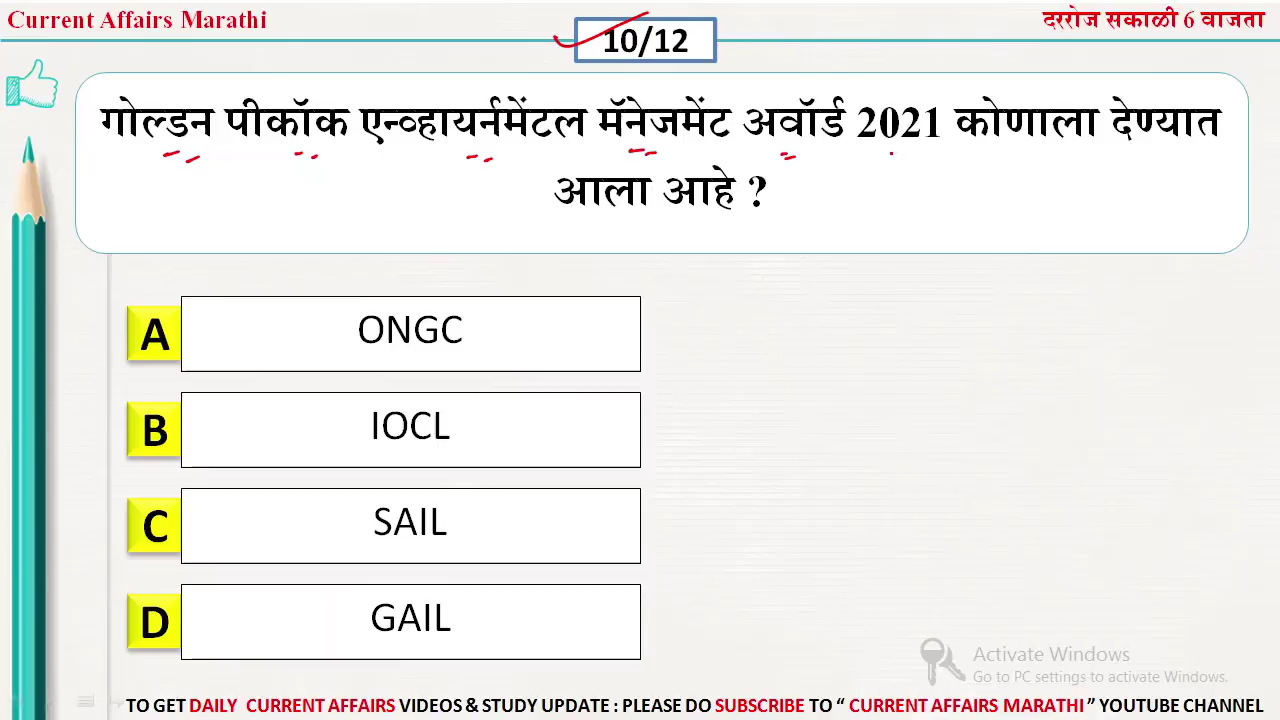 Current Affairs Marathi
दररोज सकाळी 6 वाजता
10/12
गोल्डन पीकॉक एन्व्हायर्नमेंटल मॅनेजमेंट अवॉर्ड 2021 कोणाला देण्यात
आला आहे ?
A ONGC
B IOCL
C SAIL
D GAIL
Activate Windows
Go to PC settings to activate Windows.
TO GET DAILY CURRENT AFFAIRS VIDEOS & STUDY UPDATE : PLEASE DO SUBSCRIBE TO “ CURRENT AFFAIRS MARATHI ” YOUTUBE CHANNEL